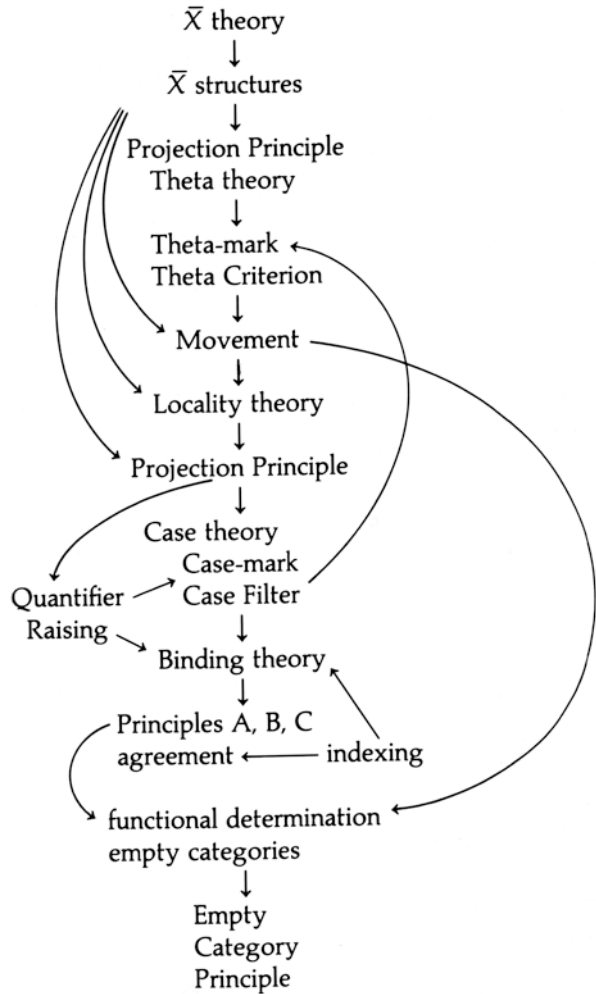 X̄ theory
X̄ structures
Projection Principle
Theta theory
Theta-mark
Theta Criterion
Movement
Locality theory
Projection Principle
Case theory
Case-mark
Case Filter
Quantifier
Raising
Binding theory
Principles A, B, C
agreement
indexing
functional determination
empty categories
Empty
Category
Principle